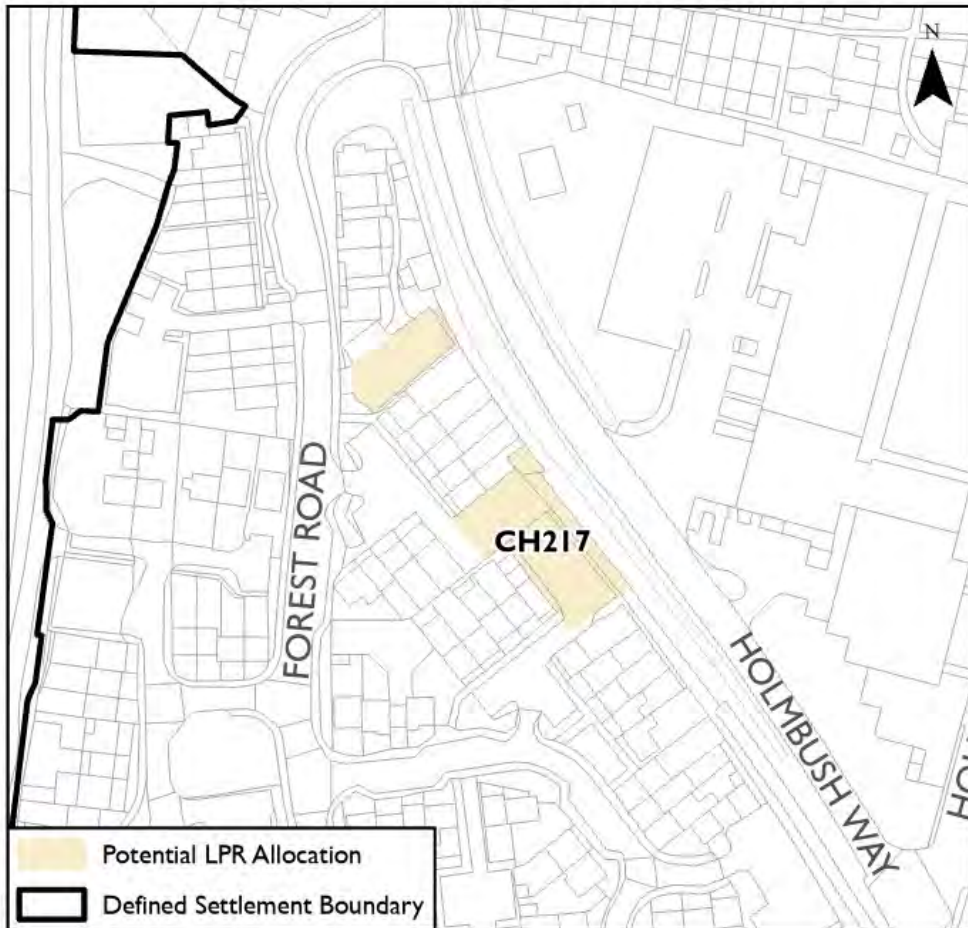 N
FOREST ROAD
CH217
HOLMBUSH WAY
Potential LPR Allocation
Defined Settlement Boundary